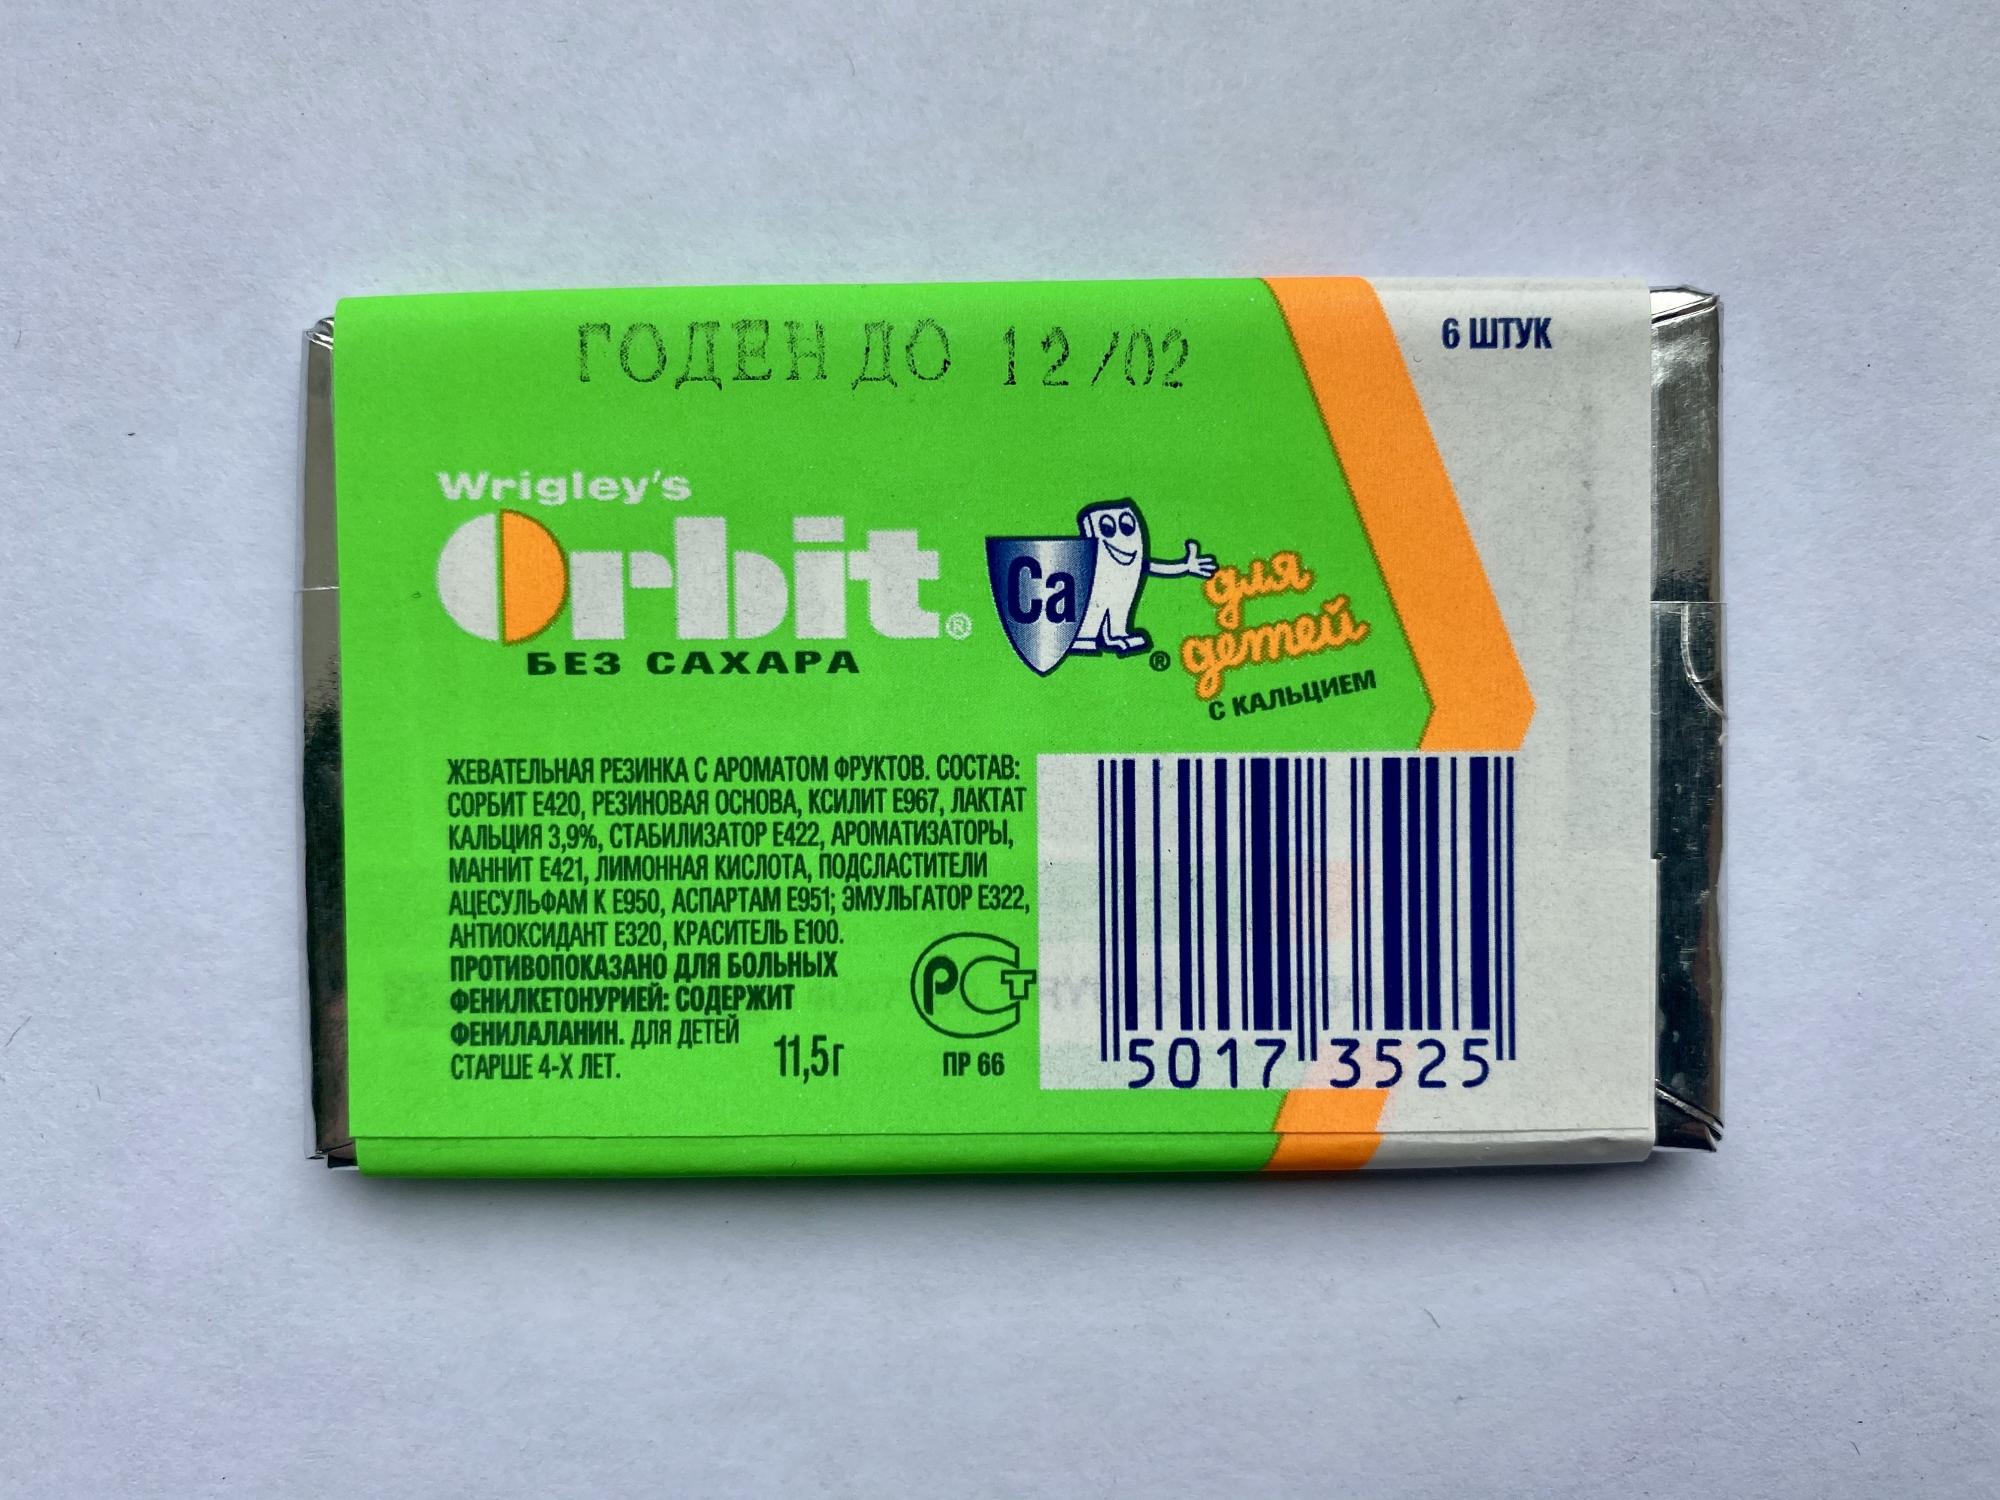 ГОДЕН ДО 12/02
6 ШТУК
Wrigley's
Orbit®
БЕЗ САХАРА
Ca
®
для
детей
С КАЛЬЦИЕМ
ЖЕВАТЕЛЬНАЯ РЕЗИНКА С АРОМАТОМ ФРУКТОВ. СОСТАВ:
СОРБИТ Е420, РЕЗИНОВАЯ ОСНОВА, КСИЛИТ Е967, ЛАКТАТ
КАЛЬЦИЯ 3,9%, СТАБИЛИЗАТОР Е422, АРОМАТИЗАТОРЫ,
МАННИТ Е421, ЛИМОННАЯ КИСЛОТА, ПОДСЛАСТИТЕЛИ
АЦЕСУЛЬФАМ К Е950, АСПАРТАМ Е951; ЭМУЛЬГАТОР Е322,
АНТИОКСИДАНТ Е320, КРАСИТЕЛЬ Е100.
ПРОТИВОПОКАЗАНО ДЛЯ БОЛЬНЫХ
ФЕНИЛКЕТОНУРИЕЙ: СОДЕРЖИТ
ФЕНИЛАЛАНИН. ДЛЯ ДЕТЕЙ
СТАРШЕ 4-Х ЛЕТ.
11,5г
РСТ
ПР 66
5017 3525